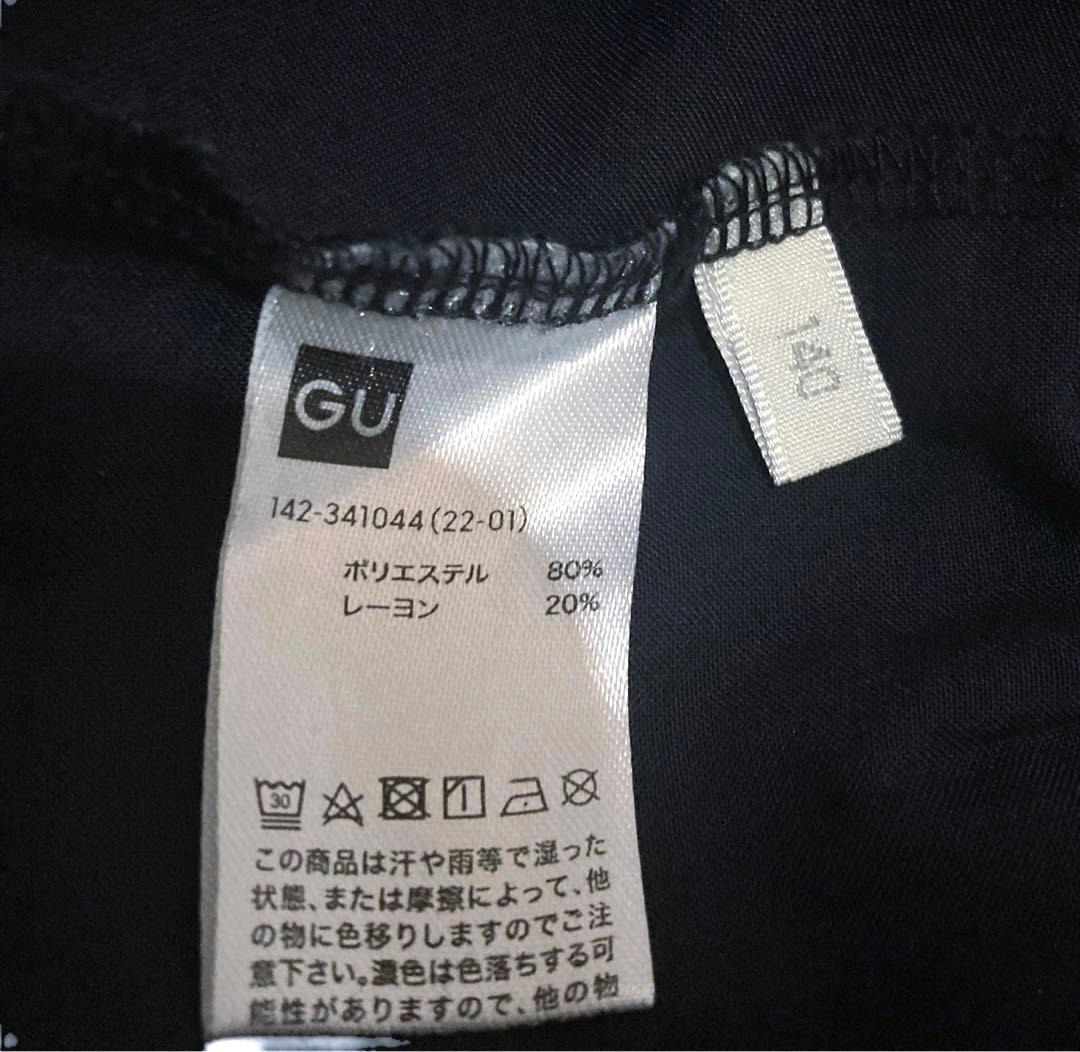 GU
140
142-341044(22-01)
ポリエステル 80%
レーヨン 20%
30
この商品は汗や雨等で湿った
状態、または摩擦によって、他
の物に色移りしますのでご注
意下さい。濃色は色落ちする可
能性がありますので、他の物